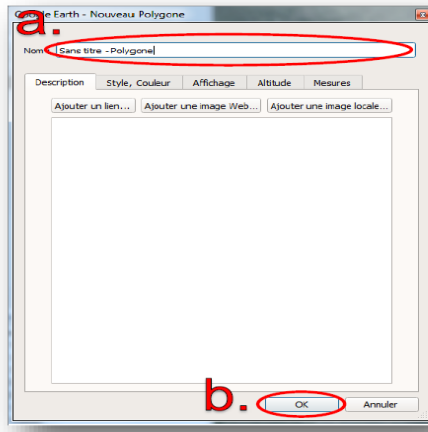 a.
Google Earth - Nouveau Polygone
Nom : Sans titre - Polygone
Description Style, Couleur Affichage Altitude Mesures
Ajouter un lien... Ajouter une image Web... Ajouter une image locale...
b.
OK Annuler